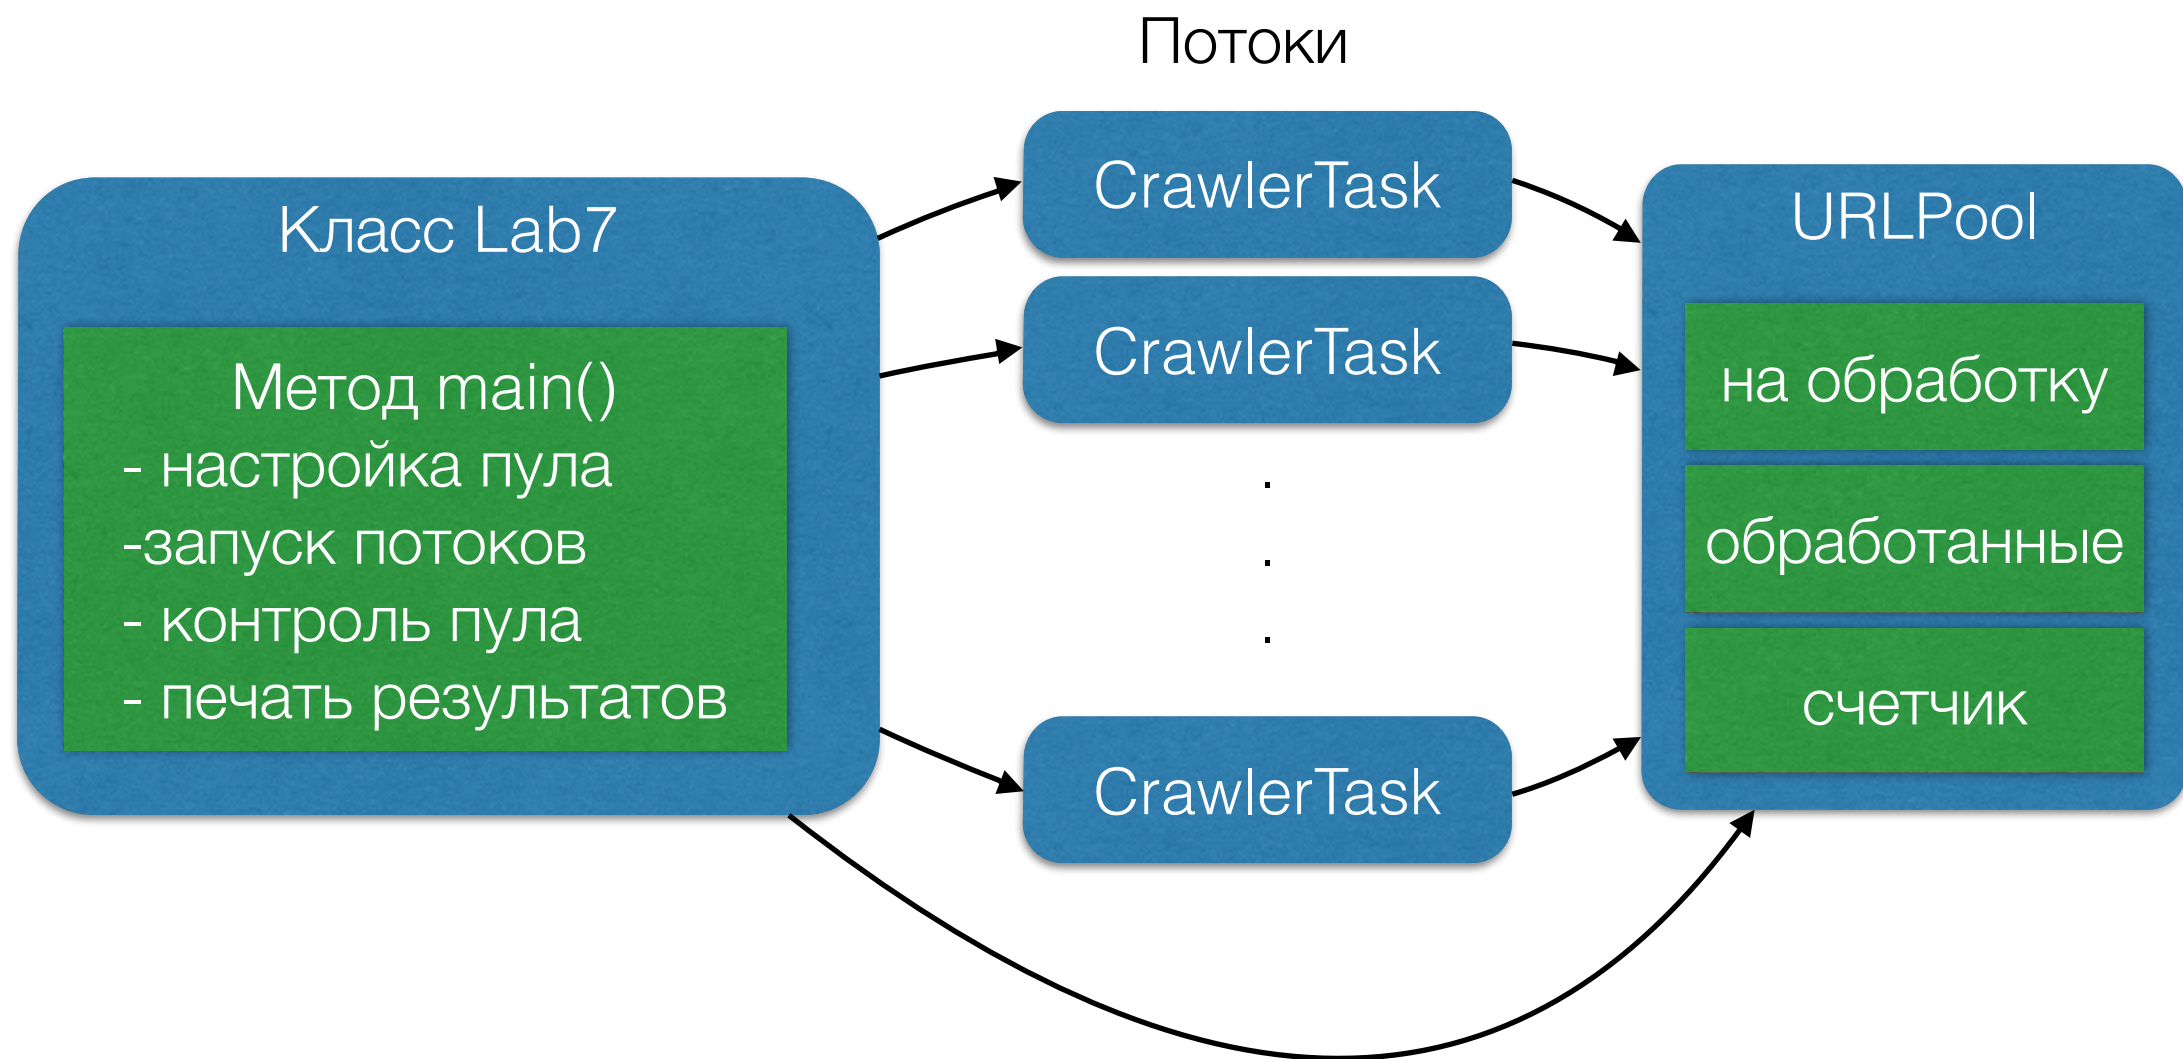 Потоки
Класс Lab7
Метод main()
- настройка пула
-запуск потоков
- контроль пула
- печать результатов
CrawlerTask
CrawlerTask
.
.
.
CrawlerTask
URLPool
на обработку
обработанные
счетчик